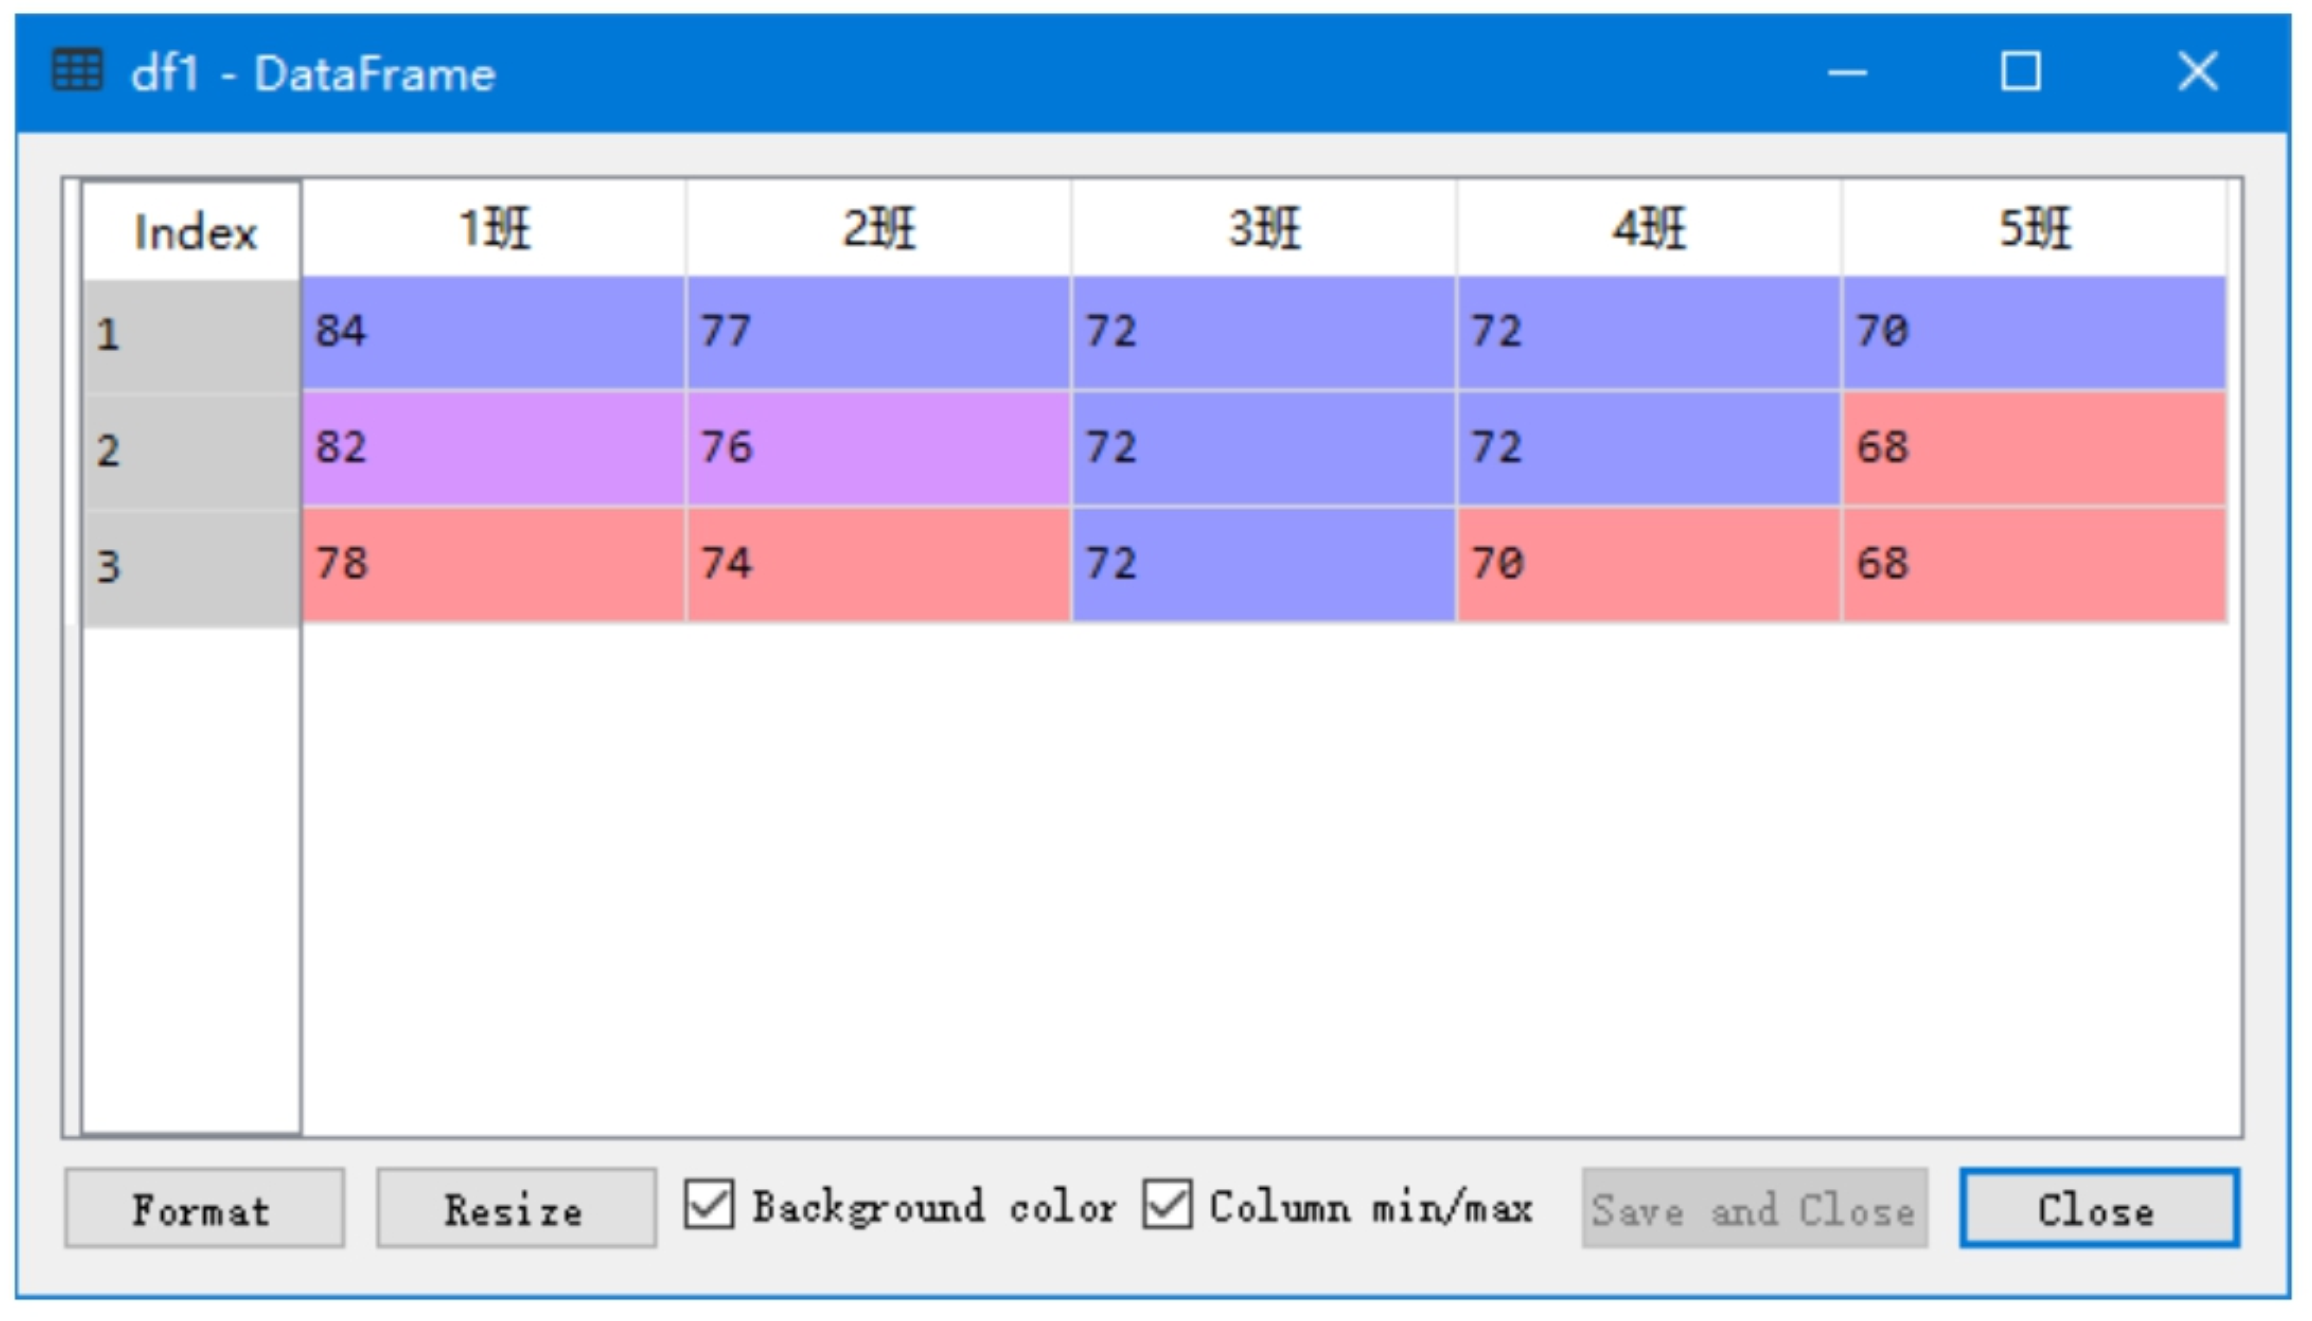 df1 - DataFrame
Index 1班 2班 3班 4班 5班
1 84 77 72 72 70
2 82 76 72 72 68
3 78 74 72 70 68
Format Resize Background color Column min/max Save and Close Close